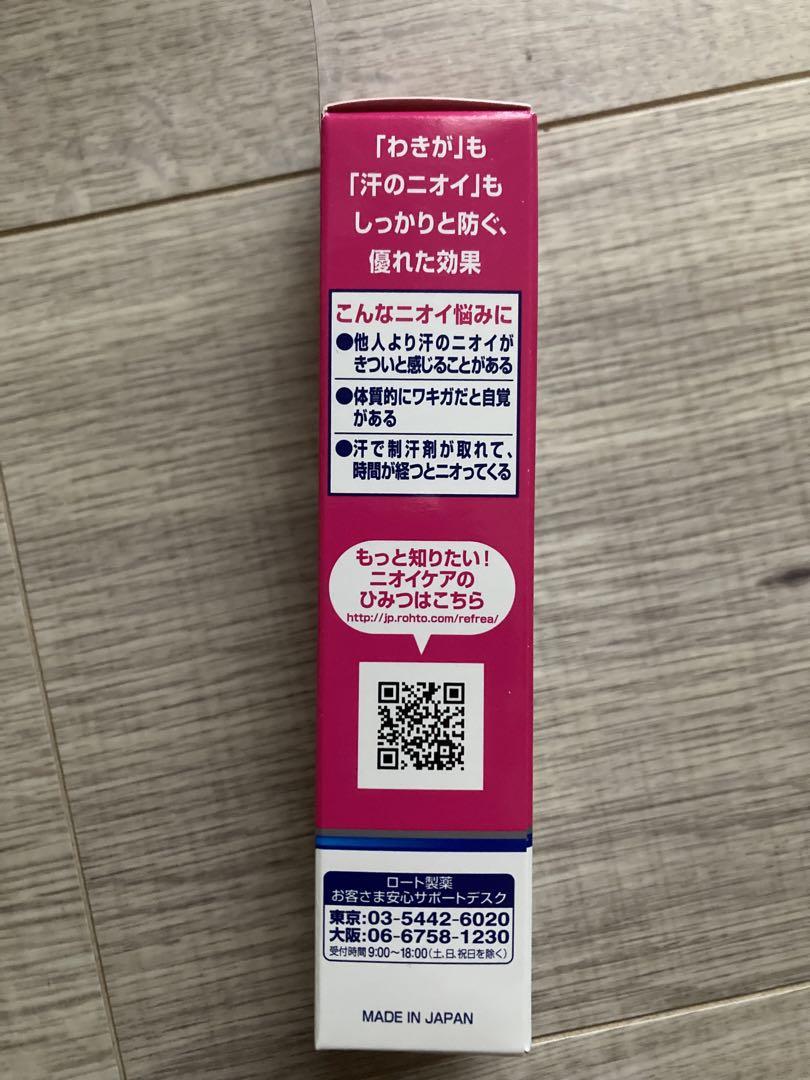 「わきが」も
「汗のニオイ」も
しっかりと防ぐ、
優れた効果
こんなニオイ悩みに
●他人より汗のニオイが
きついと感じることがある
●体質的にワキガだと自覚
がある
●汗で制汗剤が取れて、
時間が経つとニオってくる
もっと知りたい！
ニオイケアの
ひみつはこちら
http://jp.rohto.com/refrea/
ロート製薬
お客さま安心サポートデスク
東京:03-5442-6020
大阪:06-6758-1230
受付時間9:00〜18:00(土、日、祝日を除く)
MADE IN JAPAN